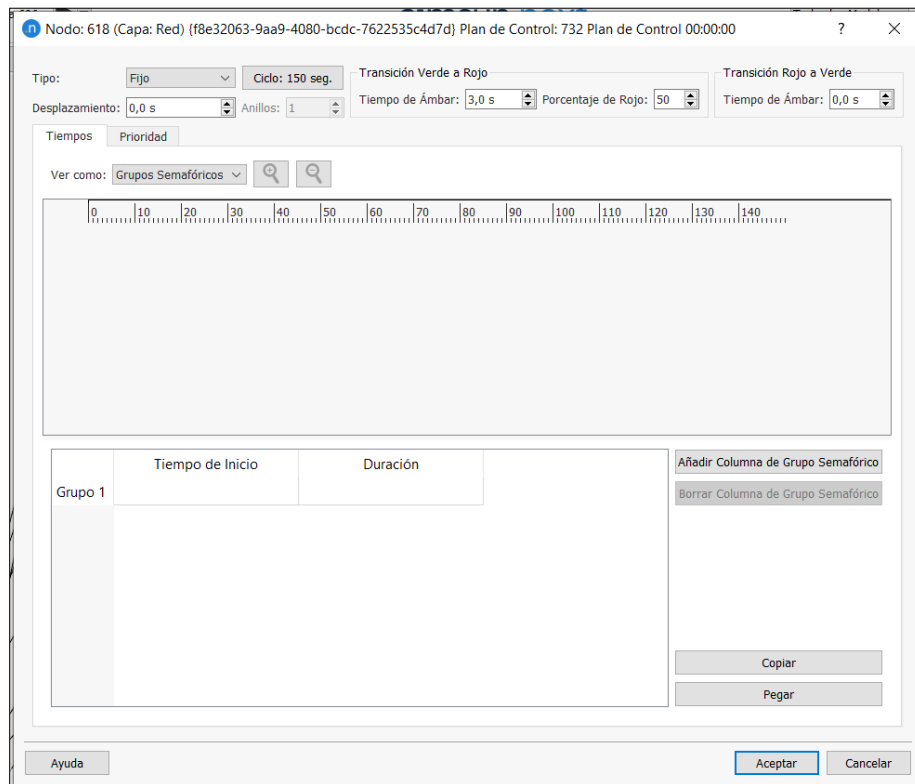 .n Nodo: 618 (Capa: Red) {f8e32063-9aa9-4080-bcdc-7622535c4d7d} Plan de Control: 732 Plan de Control 00:00:00 ?
Tipo: Fijo Ciclo: 150 seg. Transición Verde a Rojo Transición Rojo a Verde
Desplazamiento: 0,0 s Anillos: 1 Tiempo de Ámbar: 3,0 s Porcentaje de Rojo: 50 Tiempo de Ámbar: 0,0 s
Tiempos Prioridad
Ver como: Grupos Semafóricos
0 10 20 30 40 50 60 70 80 90 100 110 120 130 140
Tiempo de Inicio Duración Añadir Columna de Grupo Semafórico
Grupo 1 Borrar Columna de Grupo Semafórico
Copiar
Pegar
Ayuda Aceptar Cancelar